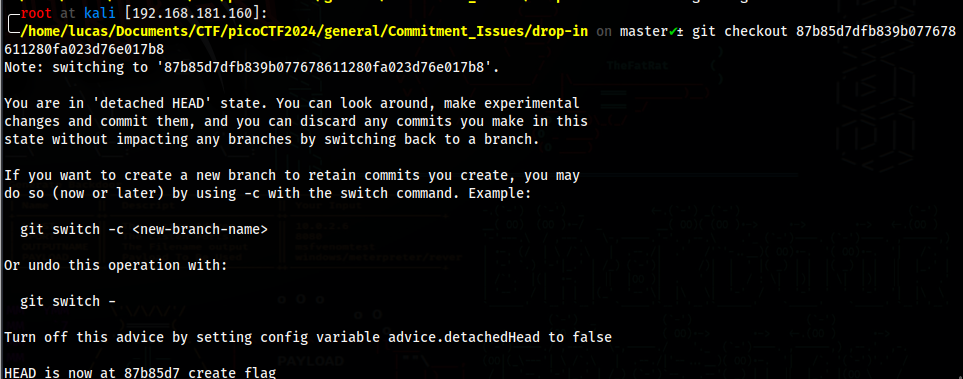 root at kali [192.168.181.160]:
/home/lucas/Documents/CTF/picoCTF2024/general/Commitment_Issues/drop-in on master✔± git checkout 87b85d7dfb839b077678
611280fa023d76e017b8
Note: switching to '87b85d7dfb839b077678611280fa023d76e017b8'.
You are in 'detached HEAD' state. You can look around, make experimental
changes and commit them, and you can discard any commits you make in this
state without impacting any branches by switching back to a branch.
If you want to create a new branch to retain commits you create, you may
do so (now or later) by using -c with the switch command. Example:
git switch -c <new-branch-name>
Or undo this operation with:
git switch -
Turn off this advice by setting config variable advice.detachedHead to false
HEAD is now at 87b85d7 create flag
PAYLOAD